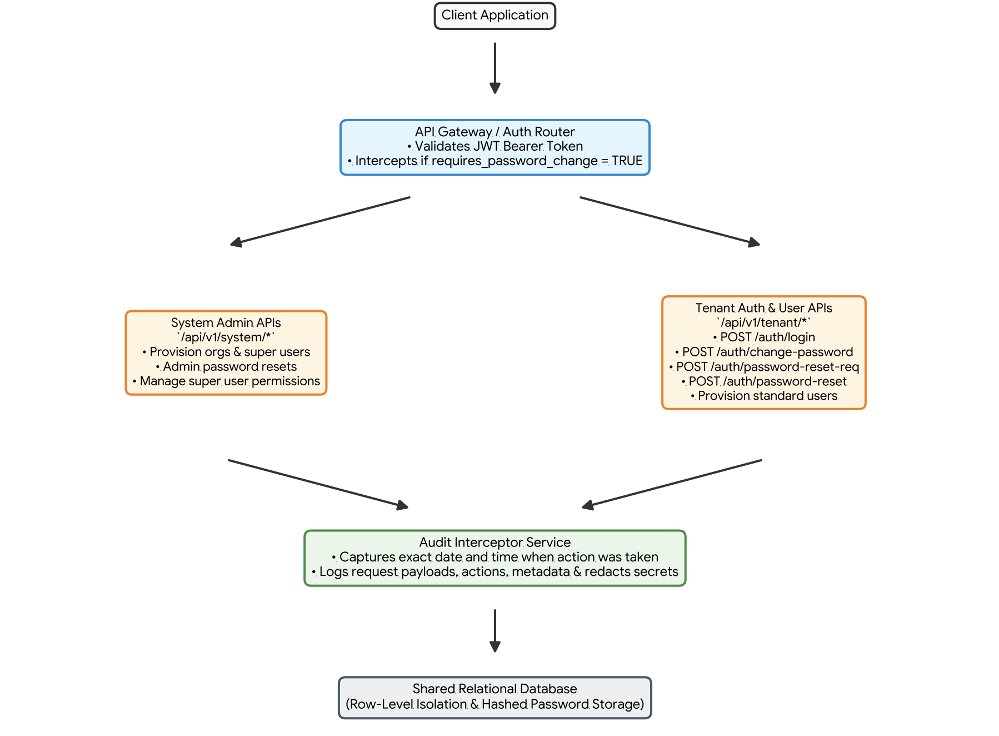 Client Application
API Gateway / Auth Router
• Validates JWT Bearer Token
• Intercepts if requires_password_change = TRUE
System Admin APIs
`/api/v1/system/*`
• Provision orgs & super users
• Admin password resets
• Manage super user permissions
Tenant Auth & User APIs
`/api/v1/tenant/*`
• POST /auth/login
• POST /auth/change-password
• POST /auth/password-reset-req
• POST /auth/password-reset
• Provision standard users
Audit Interceptor Service
• Captures exact date and time when action was taken
• Logs request payloads, actions, metadata & redacts secrets
Shared Relational Database
(Row-Level Isolation & Hashed Password Storage)